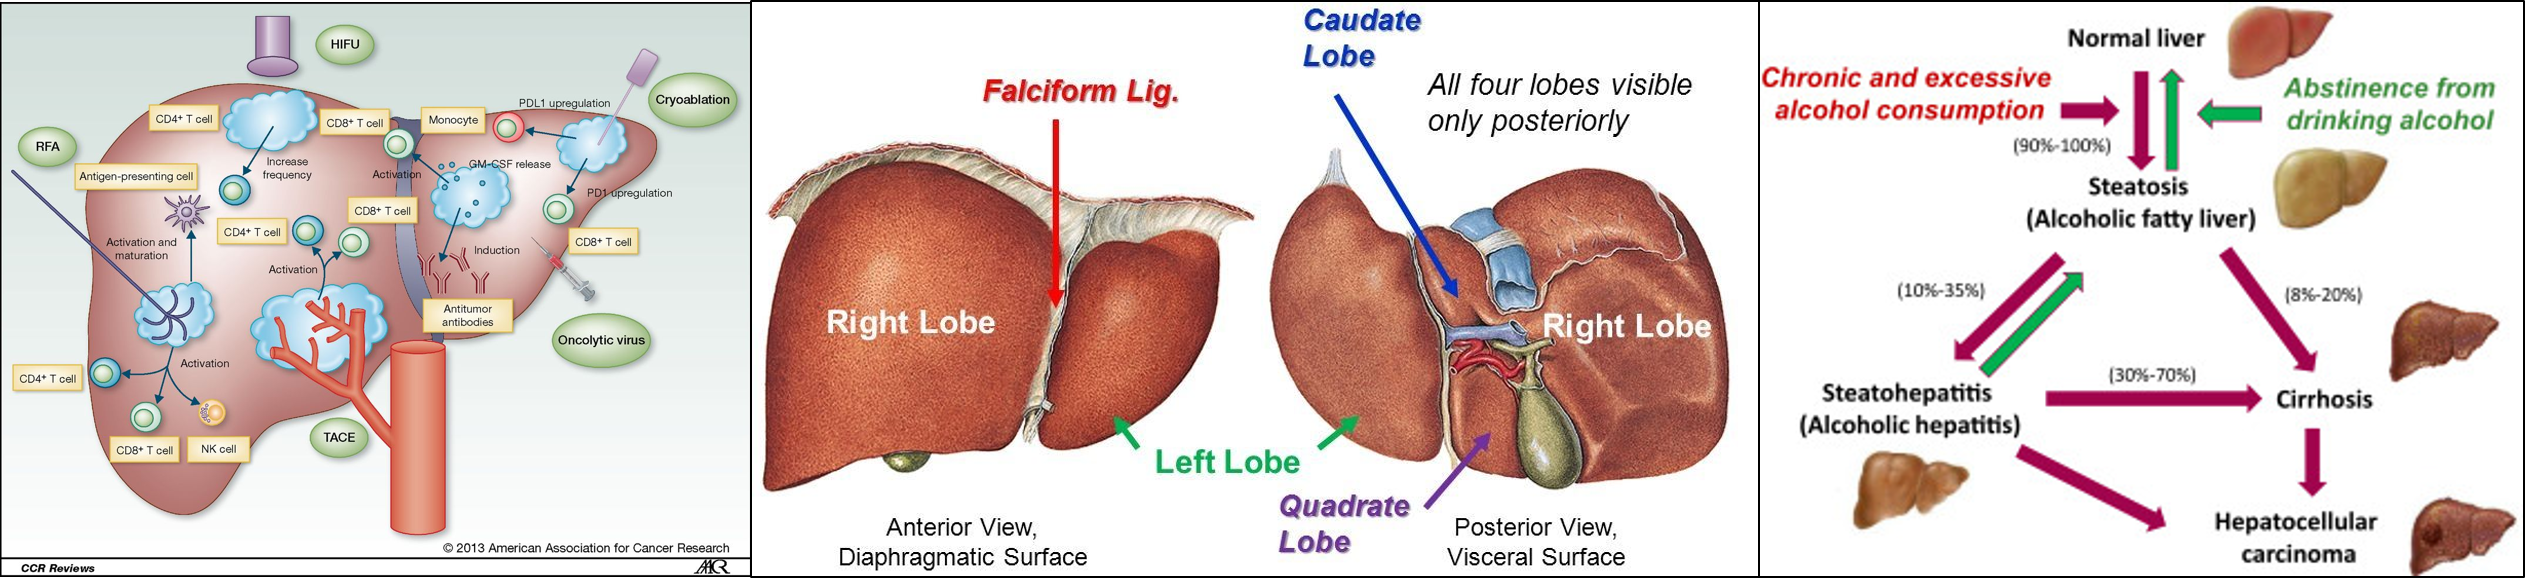 HIFU
Cryoablation
PDL1 upregulation
CD4+ T cell
CD8+ T cell
Monocyte
RFA
GM-CSF release
Increase
frequency
Antigen-presenting cell
Activation
PD1 upregulation
CD8+ T cell
CD4+ T cell
CD8+ T cell
Activation and
maturation
Induction
Activation
Antitumor
antibodies
Oncolytic virus
Activation
CD4+ T cell
TACE
CD8+ T cell
NK cell
© 2013 American Association for Cancer Research
CCR Reviews
AACR
Caudate
Lobe
Falciform Lig.
All four lobes visible
only posteriorly
Right Lobe
Right Lobe
Left Lobe
Quadrate
Lobe
Anterior View,
Diaphragmatic Surface
Posterior View,
Visceral Surface
Normal liver
Chronic and excessive
alcohol consumption
Abstinence from
drinking alcohol
(90%-100%)
Steatosis
(Alcoholic fatty liver)
(10%-35%)
(8%-20%)
(30%-70%)
Steatohepatitis
(Alcoholic hepatitis)
Cirrhosis
Hepatocellular
carcinoma